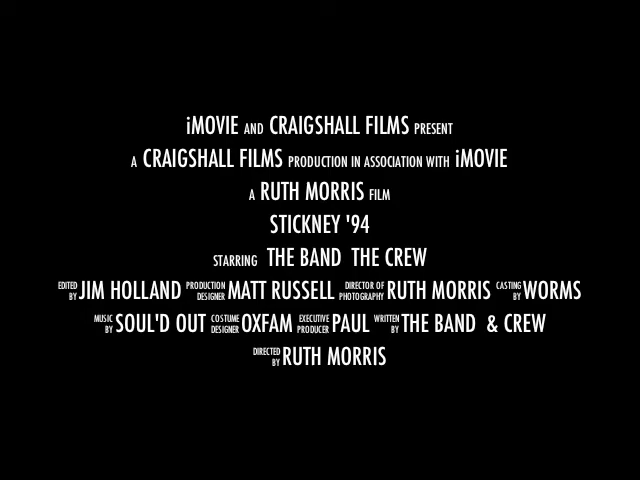 iMOVIE AND CRAIGSHALL FILMS PRESENT
A CRAIGSHALL FILMS PRODUCTION IN ASSOCIATION WITH iMOVIE
A RUTH MORRIS FILM
STICKNEY '94
STARRING THE BAND THE CREW
EDITED BY JIM HOLLAND PRODUCTION DESIGNER MATT RUSSELL DIRECTOR OF PHOTOGRAPHY RUTH MORRIS CASTING BY WORMS
MUSIC BY SOUL'D OUT COSTUME DESIGNER OXFAM EXECUTIVE PRODUCER PAUL WRITTEN BY THE BAND & CREW
DIRECTED BY RUTH MORRIS